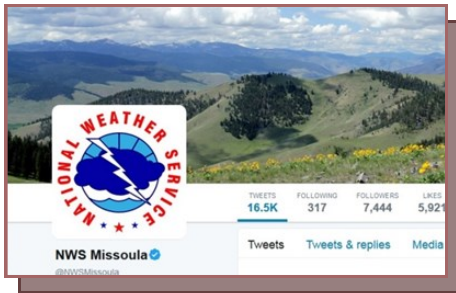 NATIONAL WEATHER SERVICE
TWEETS FOLLOWING FOLLOWERS LIKES
16.5K 317 7,444 5,921
Tweets Tweets & replies Media
NWS Missoula
@NWSMissoula